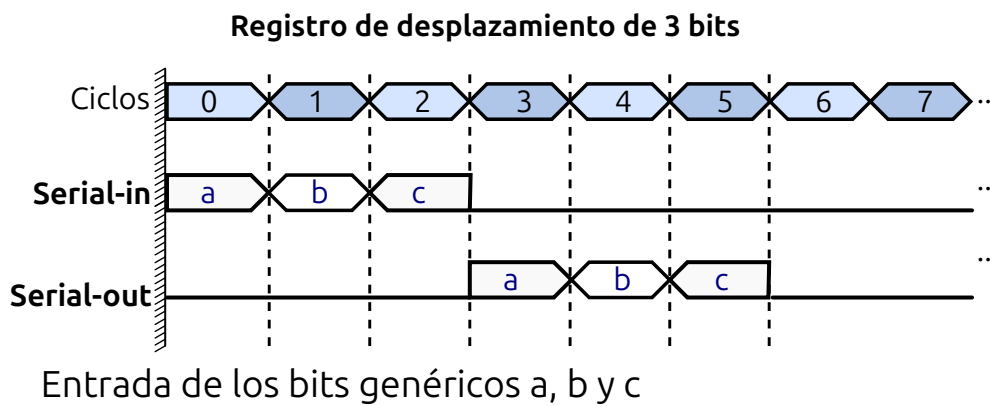 Registro de desplazamiento de 3 bits
Ciclos 0 1 2 3 4 5 6 7 ..
Serial-in a b c ..
Serial-out a b c ..
Entrada de los bits genéricos a, b y c